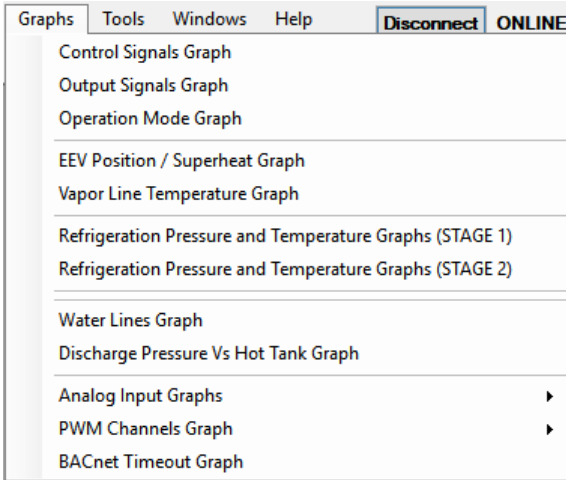 Graphs Tools Windows Help Disconnect ONLINE
Control Signals Graph
Output Signals Graph
Operation Mode Graph
EEV Position / Superheat Graph
Vapor Line Temperature Graph
Refrigeration Pressure and Temperature Graphs (STAGE 1)
Refrigeration Pressure and Temperature Graphs (STAGE 2)
Water Lines Graph
Discharge Pressure Vs Hot Tank Graph
Analog Input Graphs
PWM Channels Graph
BACnet Timeout Graph